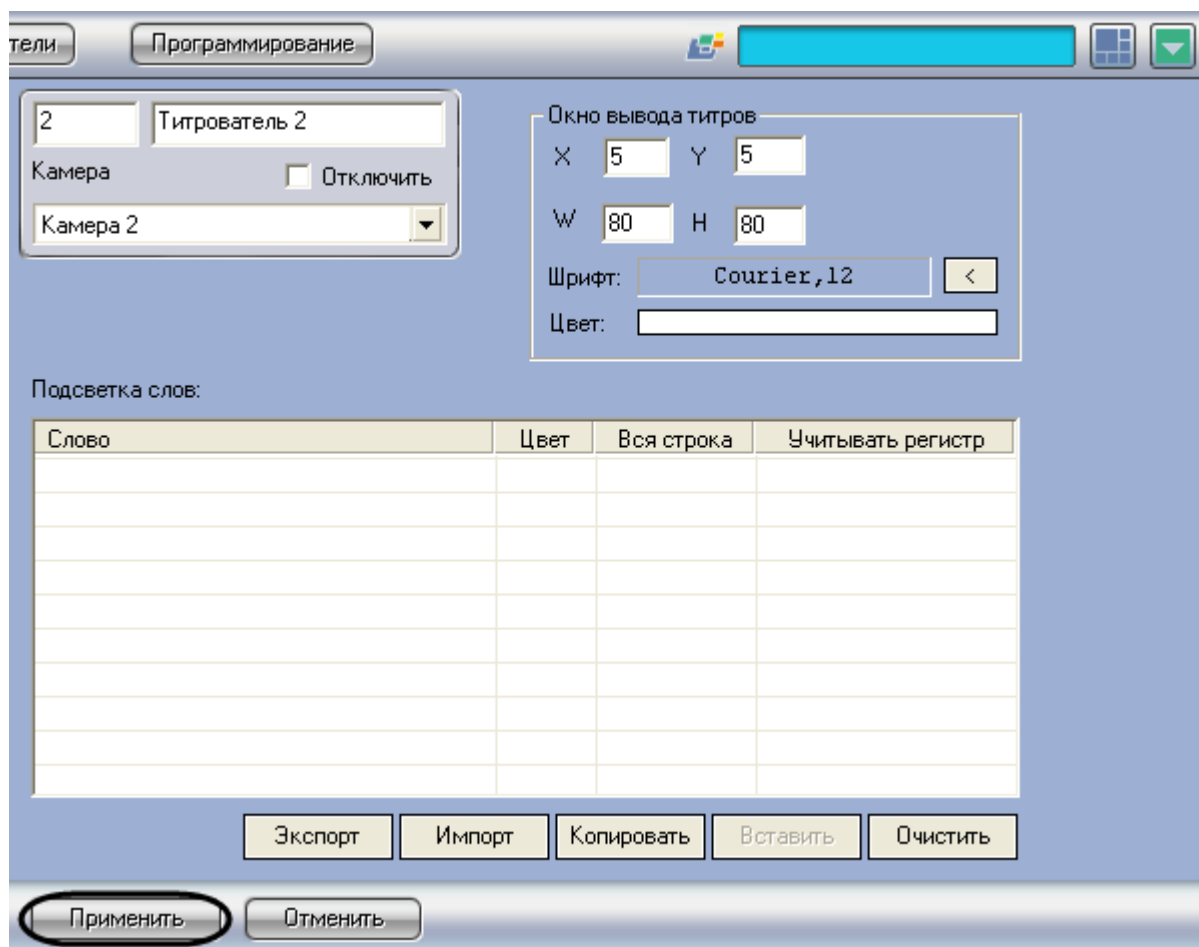 тели Программирование
2 Титрователь 2
Камера Отключить
Камера 2
Окно вывода титров
X 5 Y 5
W 80 H 80
Шрифт: Courier,12 <
Цвет:
Подсветка слов:
Слово Цвет Вся строка Учитывать регистр
Экспорт Импорт Копировать Вставить Очистить
Применить Отменить